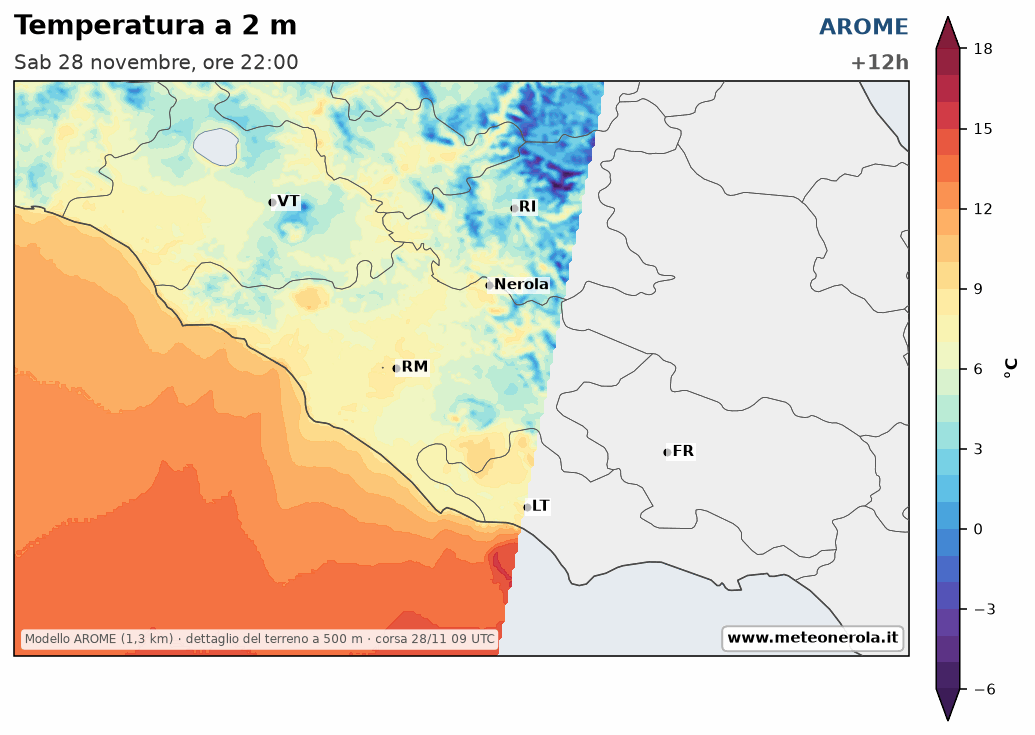 Temperatura a 2 m
AROME
Sab 28 novembre, ore 22:00
+12h
VT
RI
Nerola
RM
FR
LT
Modello AROME (1,3 km) · dettaglio del terreno a 500 m · corsa 28/11 09 UTC
www.meteonerola.it
18
15
12
9
6
3
0
−3
−6
°C